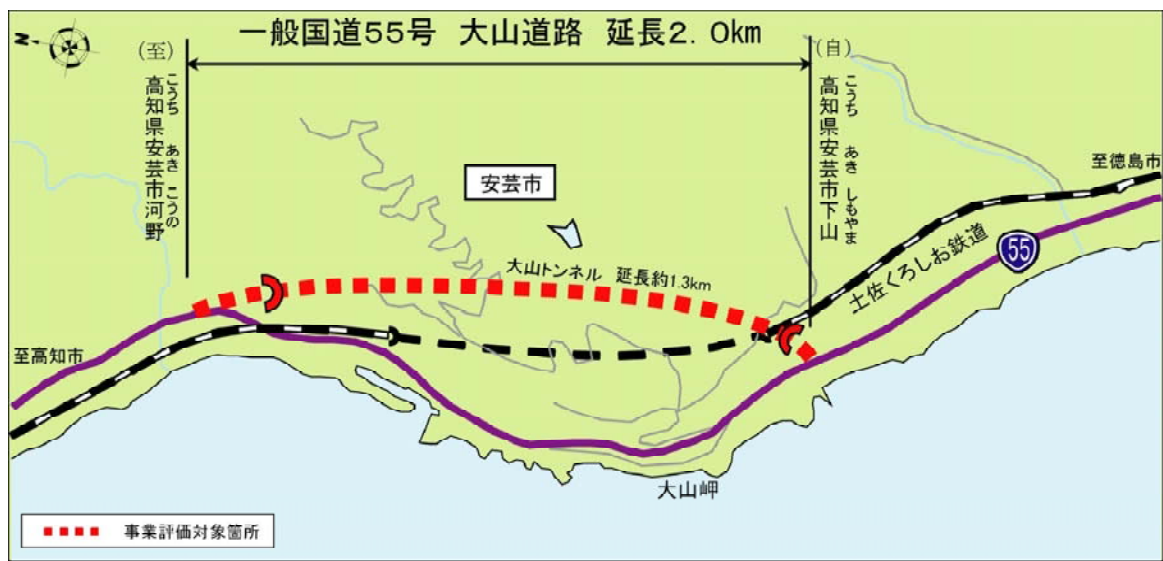 一般国道55号 大山道路 延長2.0km
N
(至)
高知県安芸市河野
こうち あき こうの
(自)
高知県安芸市下山
こうち あき しもやま
至徳島市
安芸市
55
土佐くろしお鉄道
大山トンネル 延長約1.3km
至高知市
大山岬
事業評価対象箇所